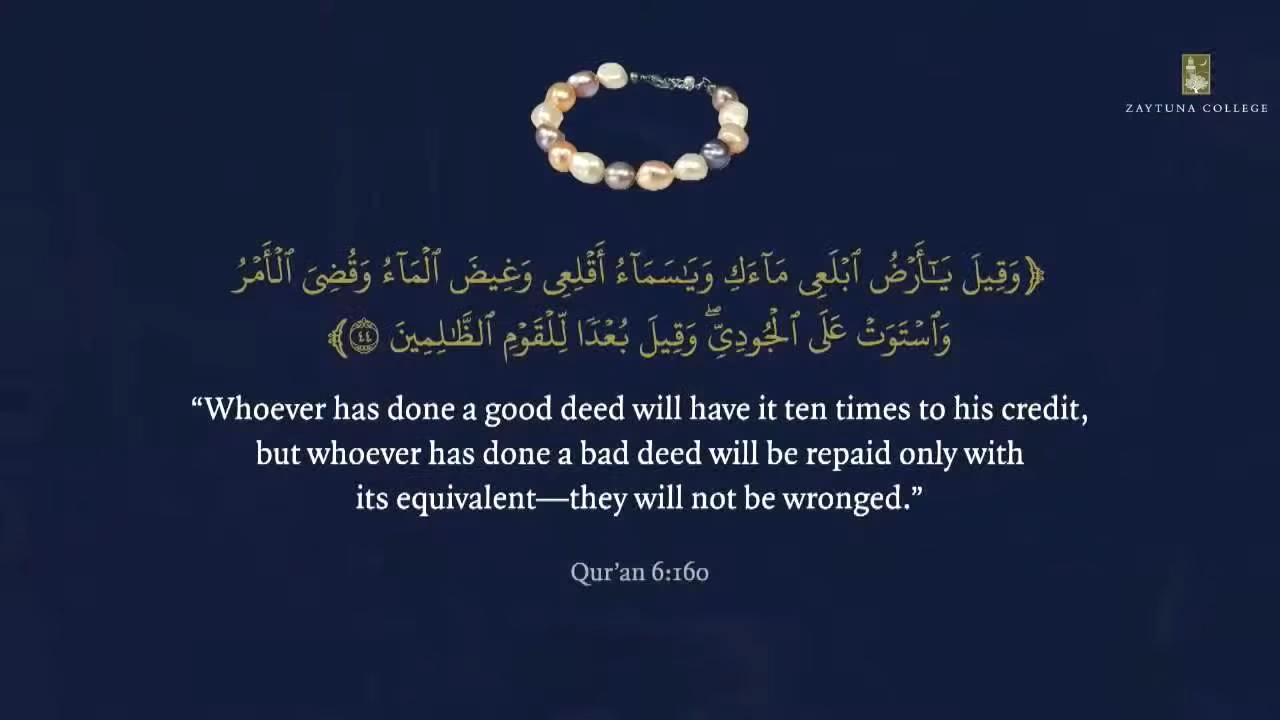 ZAYTUNA COLLEGE
﴿وَقِيلَ يَـٰٓأَرْضُ ٱبْلَعِى مَآءَكِ وَيَـٰسَمَآءُ أَقْلِعِى وَغِيضَ ٱلْمَآءُ وَقُضِىَ ٱلْأَمْرُ
وَٱسْتَوَتْ عَلَى ٱلْجُودِىِّ ۖ وَقِيلَ بُعْدًا لِّلْقَوْمِ ٱلظَّـٰلِمِينَ ٤٤﴾
“Whoever has done a good deed will have it ten times to his credit,
but whoever has done a bad deed will be repaid only with
its equivalent—they will not be wronged.”
Qur’an 6:160